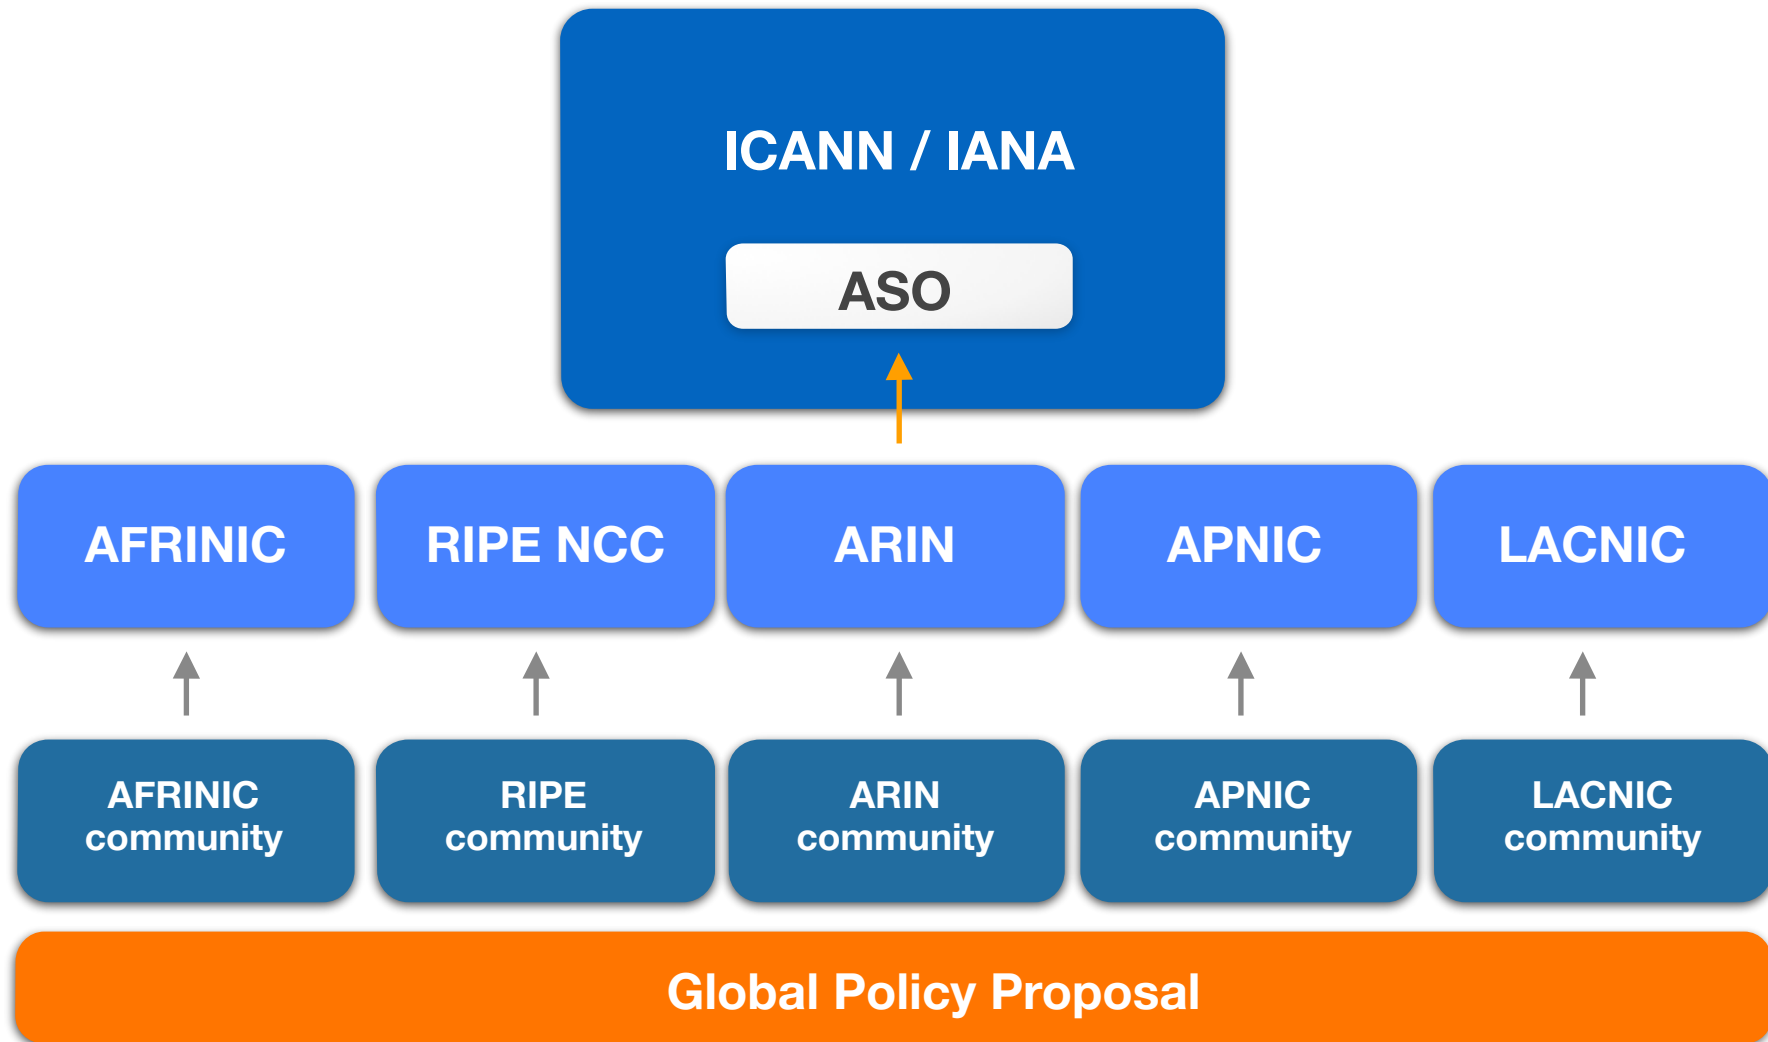 ICANN / IANA
ASO
AFRINIC
RIPE NCC
ARIN
APNIC
LACNIC
AFRINIC
community
RIPE
community
ARIN
community
APNIC
community
LACNIC
community
Global Policy Proposal